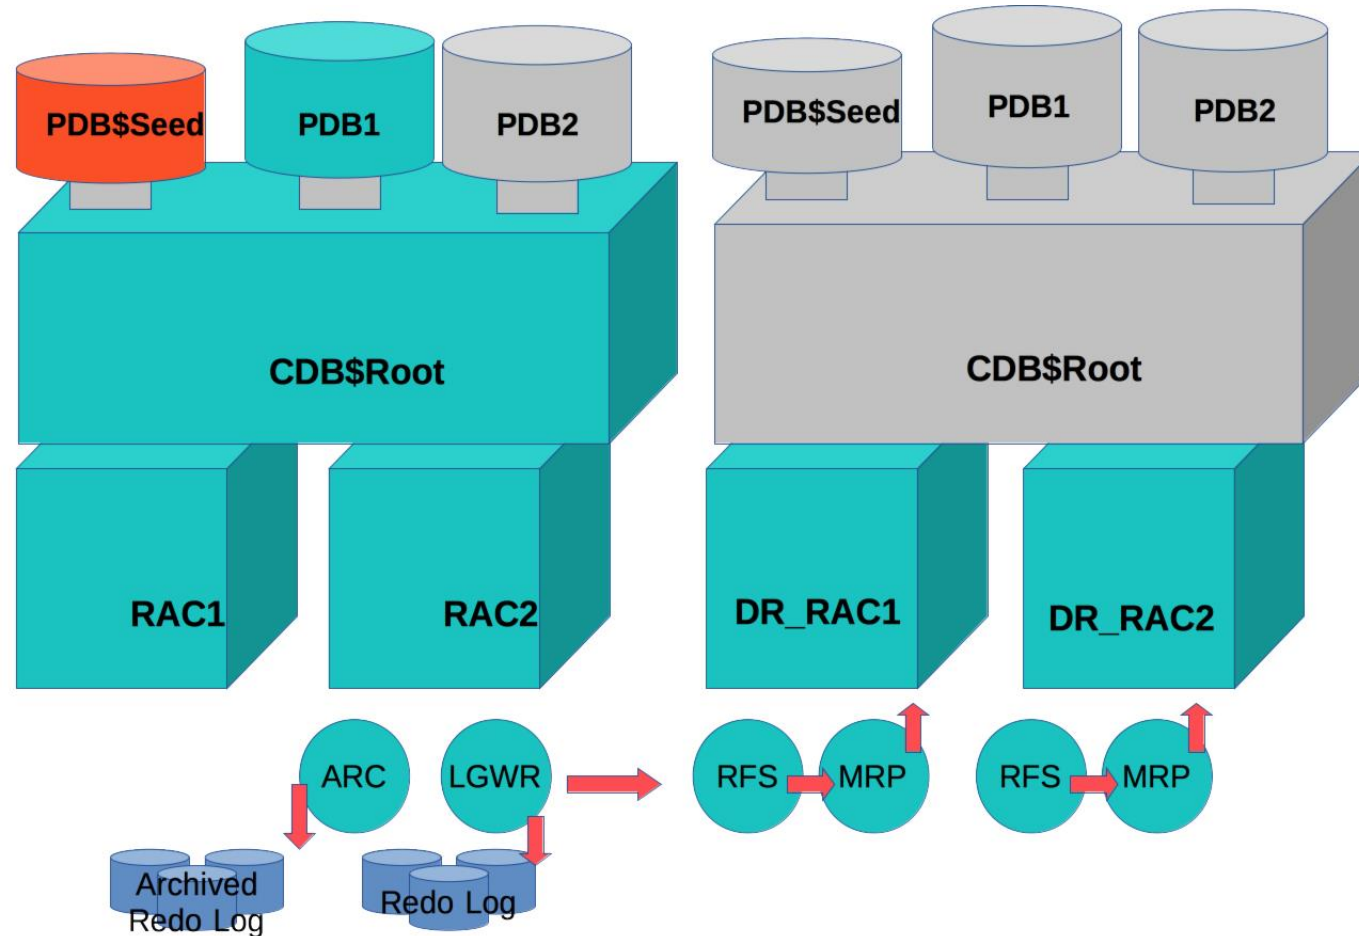 PDB$Seed
PDB1
PDB2
PDB$Seed
PDB1
PDB2
CDB$Root
CDB$Root
RAC1
RAC2
DR_RAC1
DR_RAC2
ARC
LGWR
RFS
MRP
RFS
MRP
Archived
Redo Log
Redo Log